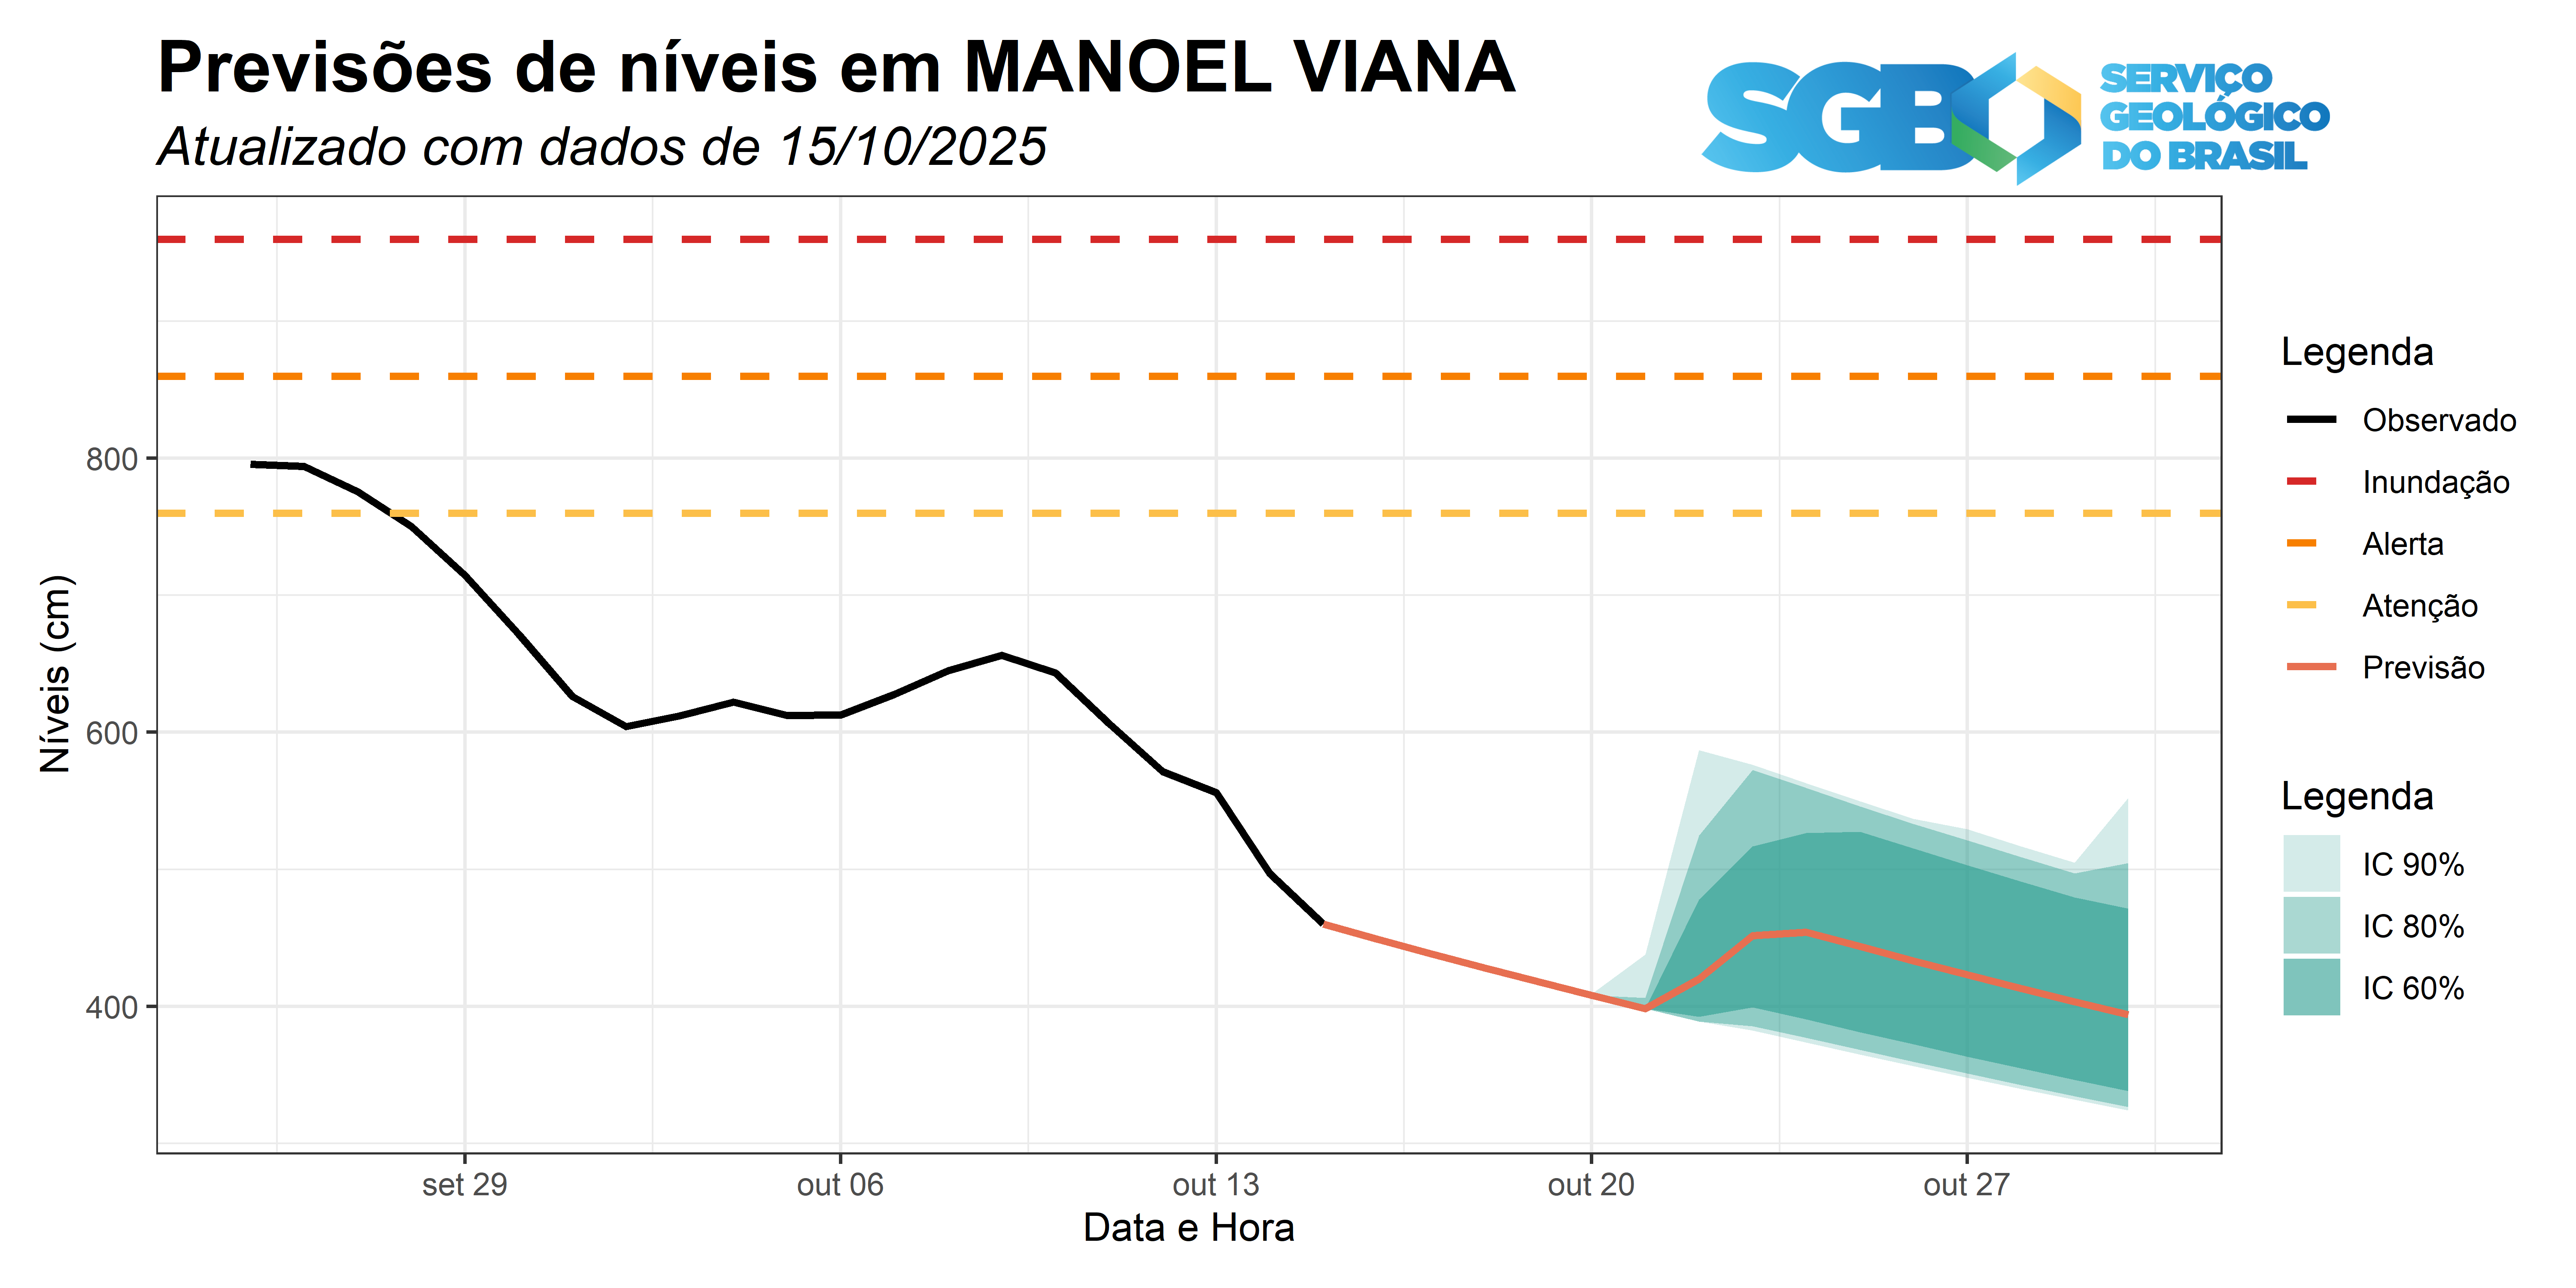 Previsões de níveis em MANOEL VIANA
Atualizado com dados de 15/10/2025
SGB
SERVIÇO
GEOLÓGICO
DO BRASIL
Níveis (cm)
800
600
400
set 29
out 06
out 13
out 20
out 27
Data e Hora
Legenda
Observado
Inundação
Alerta
Atenção
Previsão
Legenda
IC 90%
IC 80%
IC 60%